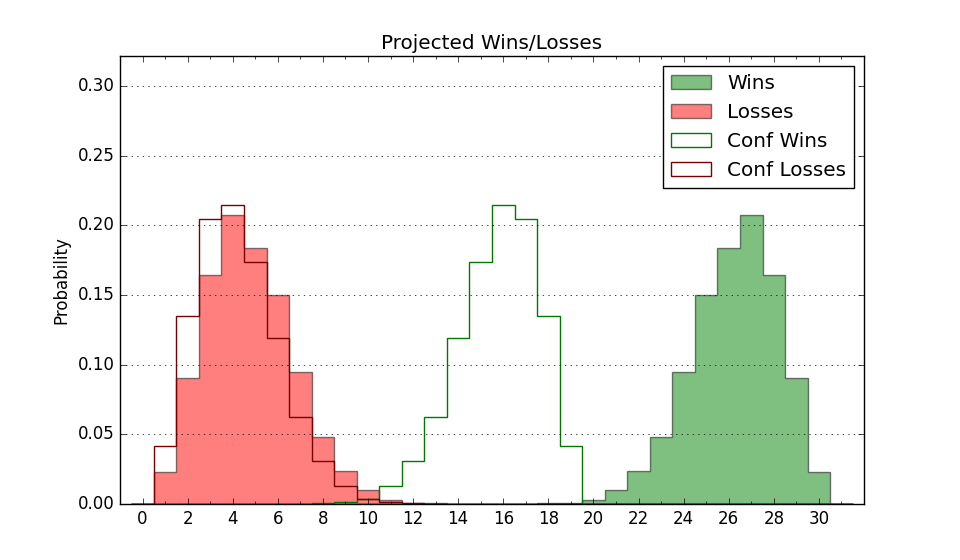 Projected Wins/Losses
Wins
Losses
Conf Wins
Conf Losses
Probability
0.30
0.25
0.20
0.15
0.10
0.05
0.00
0 2 4 6 8 10 12 14 16 18 20 22 24 26 28 30